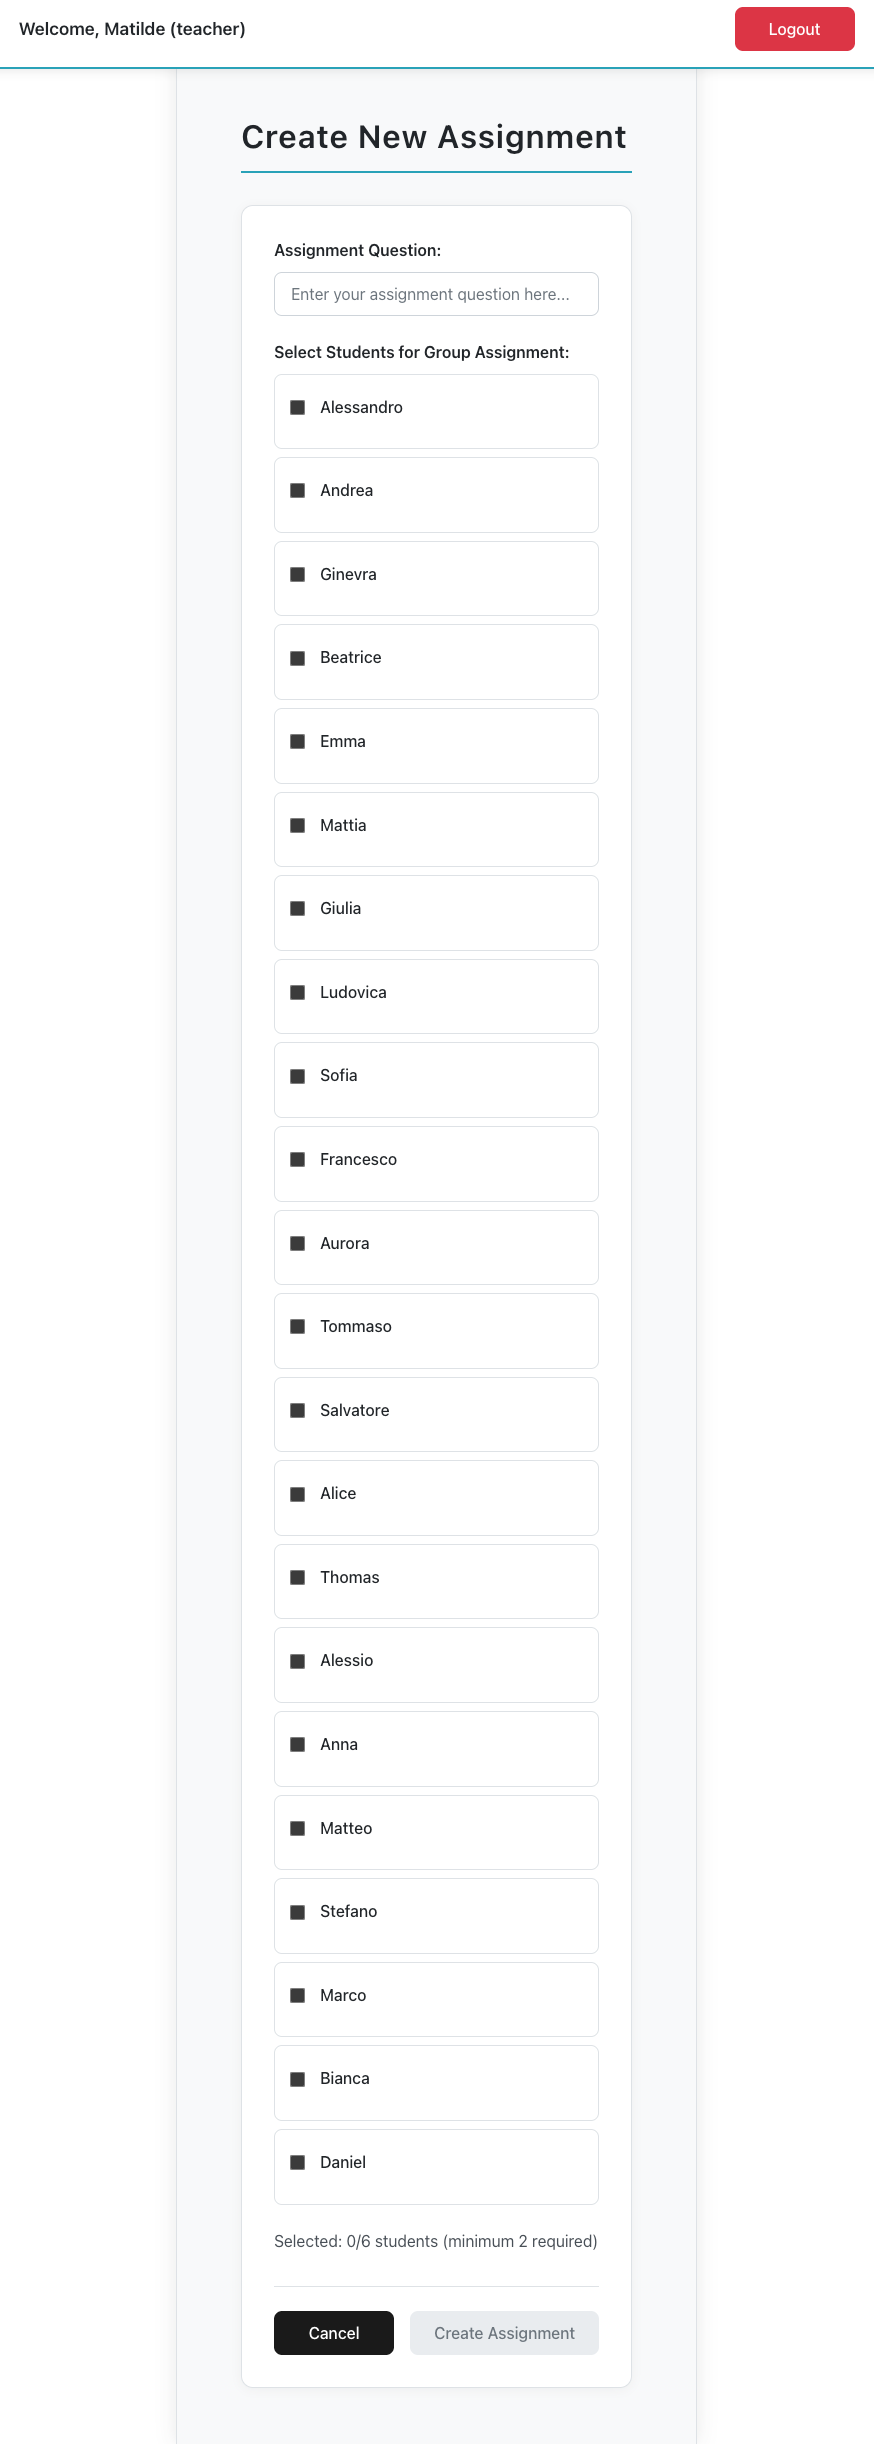 Welcome, Matilde (teacher)
Logout
Create New Assignment
Assignment Question:
Enter your assignment question here...
Select Students for Group Assignment:
Alessandro
Andrea
Ginevra
Beatrice
Emma
Mattia
Giulia
Ludovica
Sofia
Francesco
Aurora
Tommaso
Salvatore
Alice
Thomas
Alessio
Anna
Matteo
Stefano
Marco
Bianca
Daniel
Selected: 0/6 students (minimum 2 required)
Cancel
Create Assignment